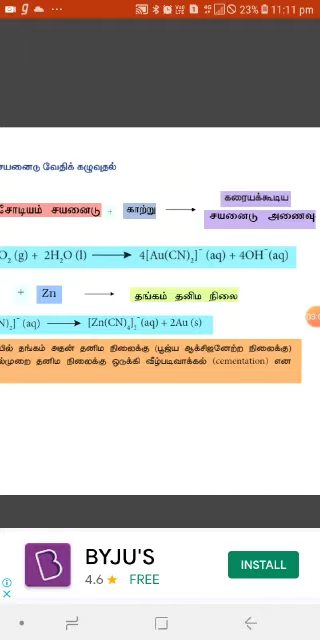 23% 11:11 pm
சயனைடு வேதிக் கழுவுதல்
கரையக்கூடிய
சோடியம் சயனைடு + காற்று
சயனைடு அணைவு
O₂ (g) + 2H₂O (l) ⟶ 4[Au(CN)₂]⁻ (aq) + 4OH⁻(aq)
+ Zn ⟶ தங்கம் தனிம நிலை
N)₂]⁻ (aq) ⟶ [Zn(CN)₄]₂⁻(aq) + 2Au (s)
யில் தங்கம் அதன் தனிம நிலைக்கு (பூஜ்ய ஆக்சிஜனேற்ற நிலைக்கு)
தனிம நிலைக்கு ஒடுக்கி வீழ்படிவாக்கல் (cementation) என
BYJU'S
4.6 ★ FREE
INSTALL